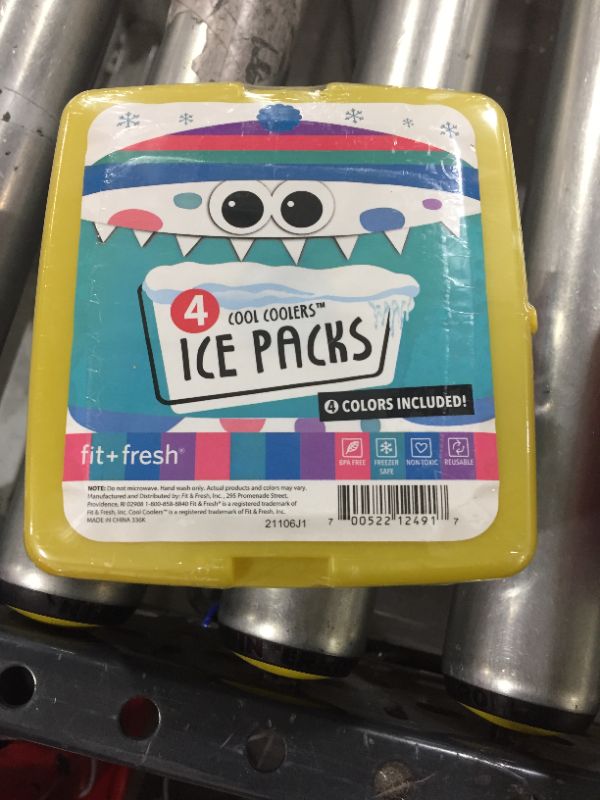 4 COOL COOLERS™
ICE PACKS
4 COLORS INCLUDED!
fit+fresh®
BPA FREE
FREEZER SAFE
NON TOXIC
REUSABLE
NOTE: Do not microwave. Hand wash only. Actual products and colors may vary.
Manufactured and Distributed by: Fit & Fresh, Inc., 295 Promenade Street,
Providence, RI 02908 1-800-858-8840 Fit & Fresh® is a registered trademark of
Fit & Fresh, Inc. Cool Coolers™ is a registered trademark of Fit & Fresh, Inc.
MADE IN CHINA 336K
21106J1
7 00522 12491 7